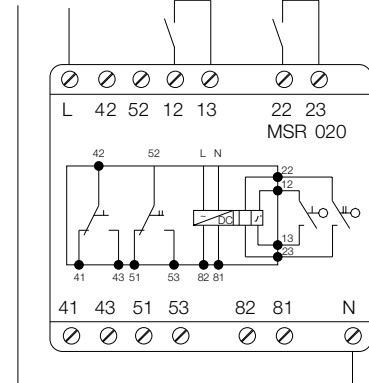 L 42 52 12 13 22 23
MSR 020
42 52 L N
22
12
~ DC
13
23
41 43 51 53 82 81
41 43 51 53 82 81 N